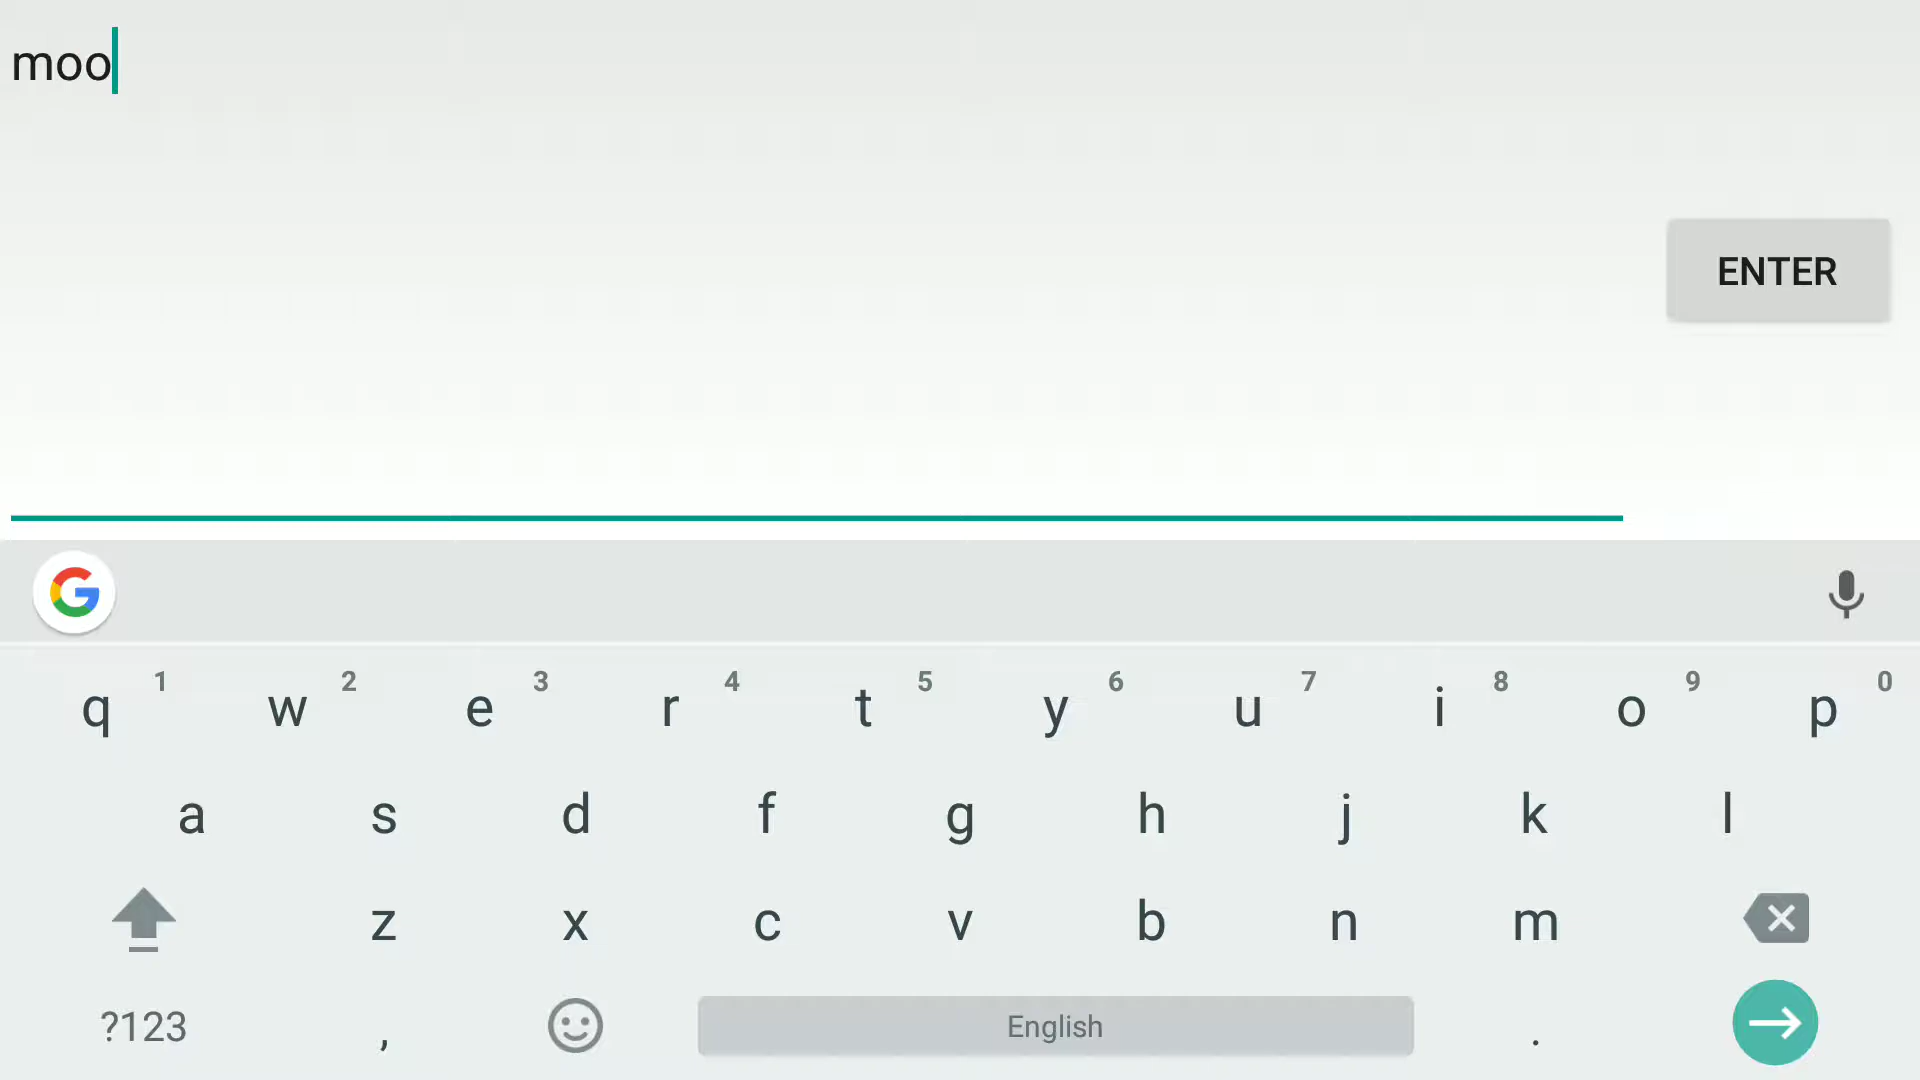 moo
ENTER
q 1 w 2 e 3 r 4 t 5 y 6 u 7 i 8 o 9 p 0
a s d f g h j k l
z x c v b n m
?123 , English .